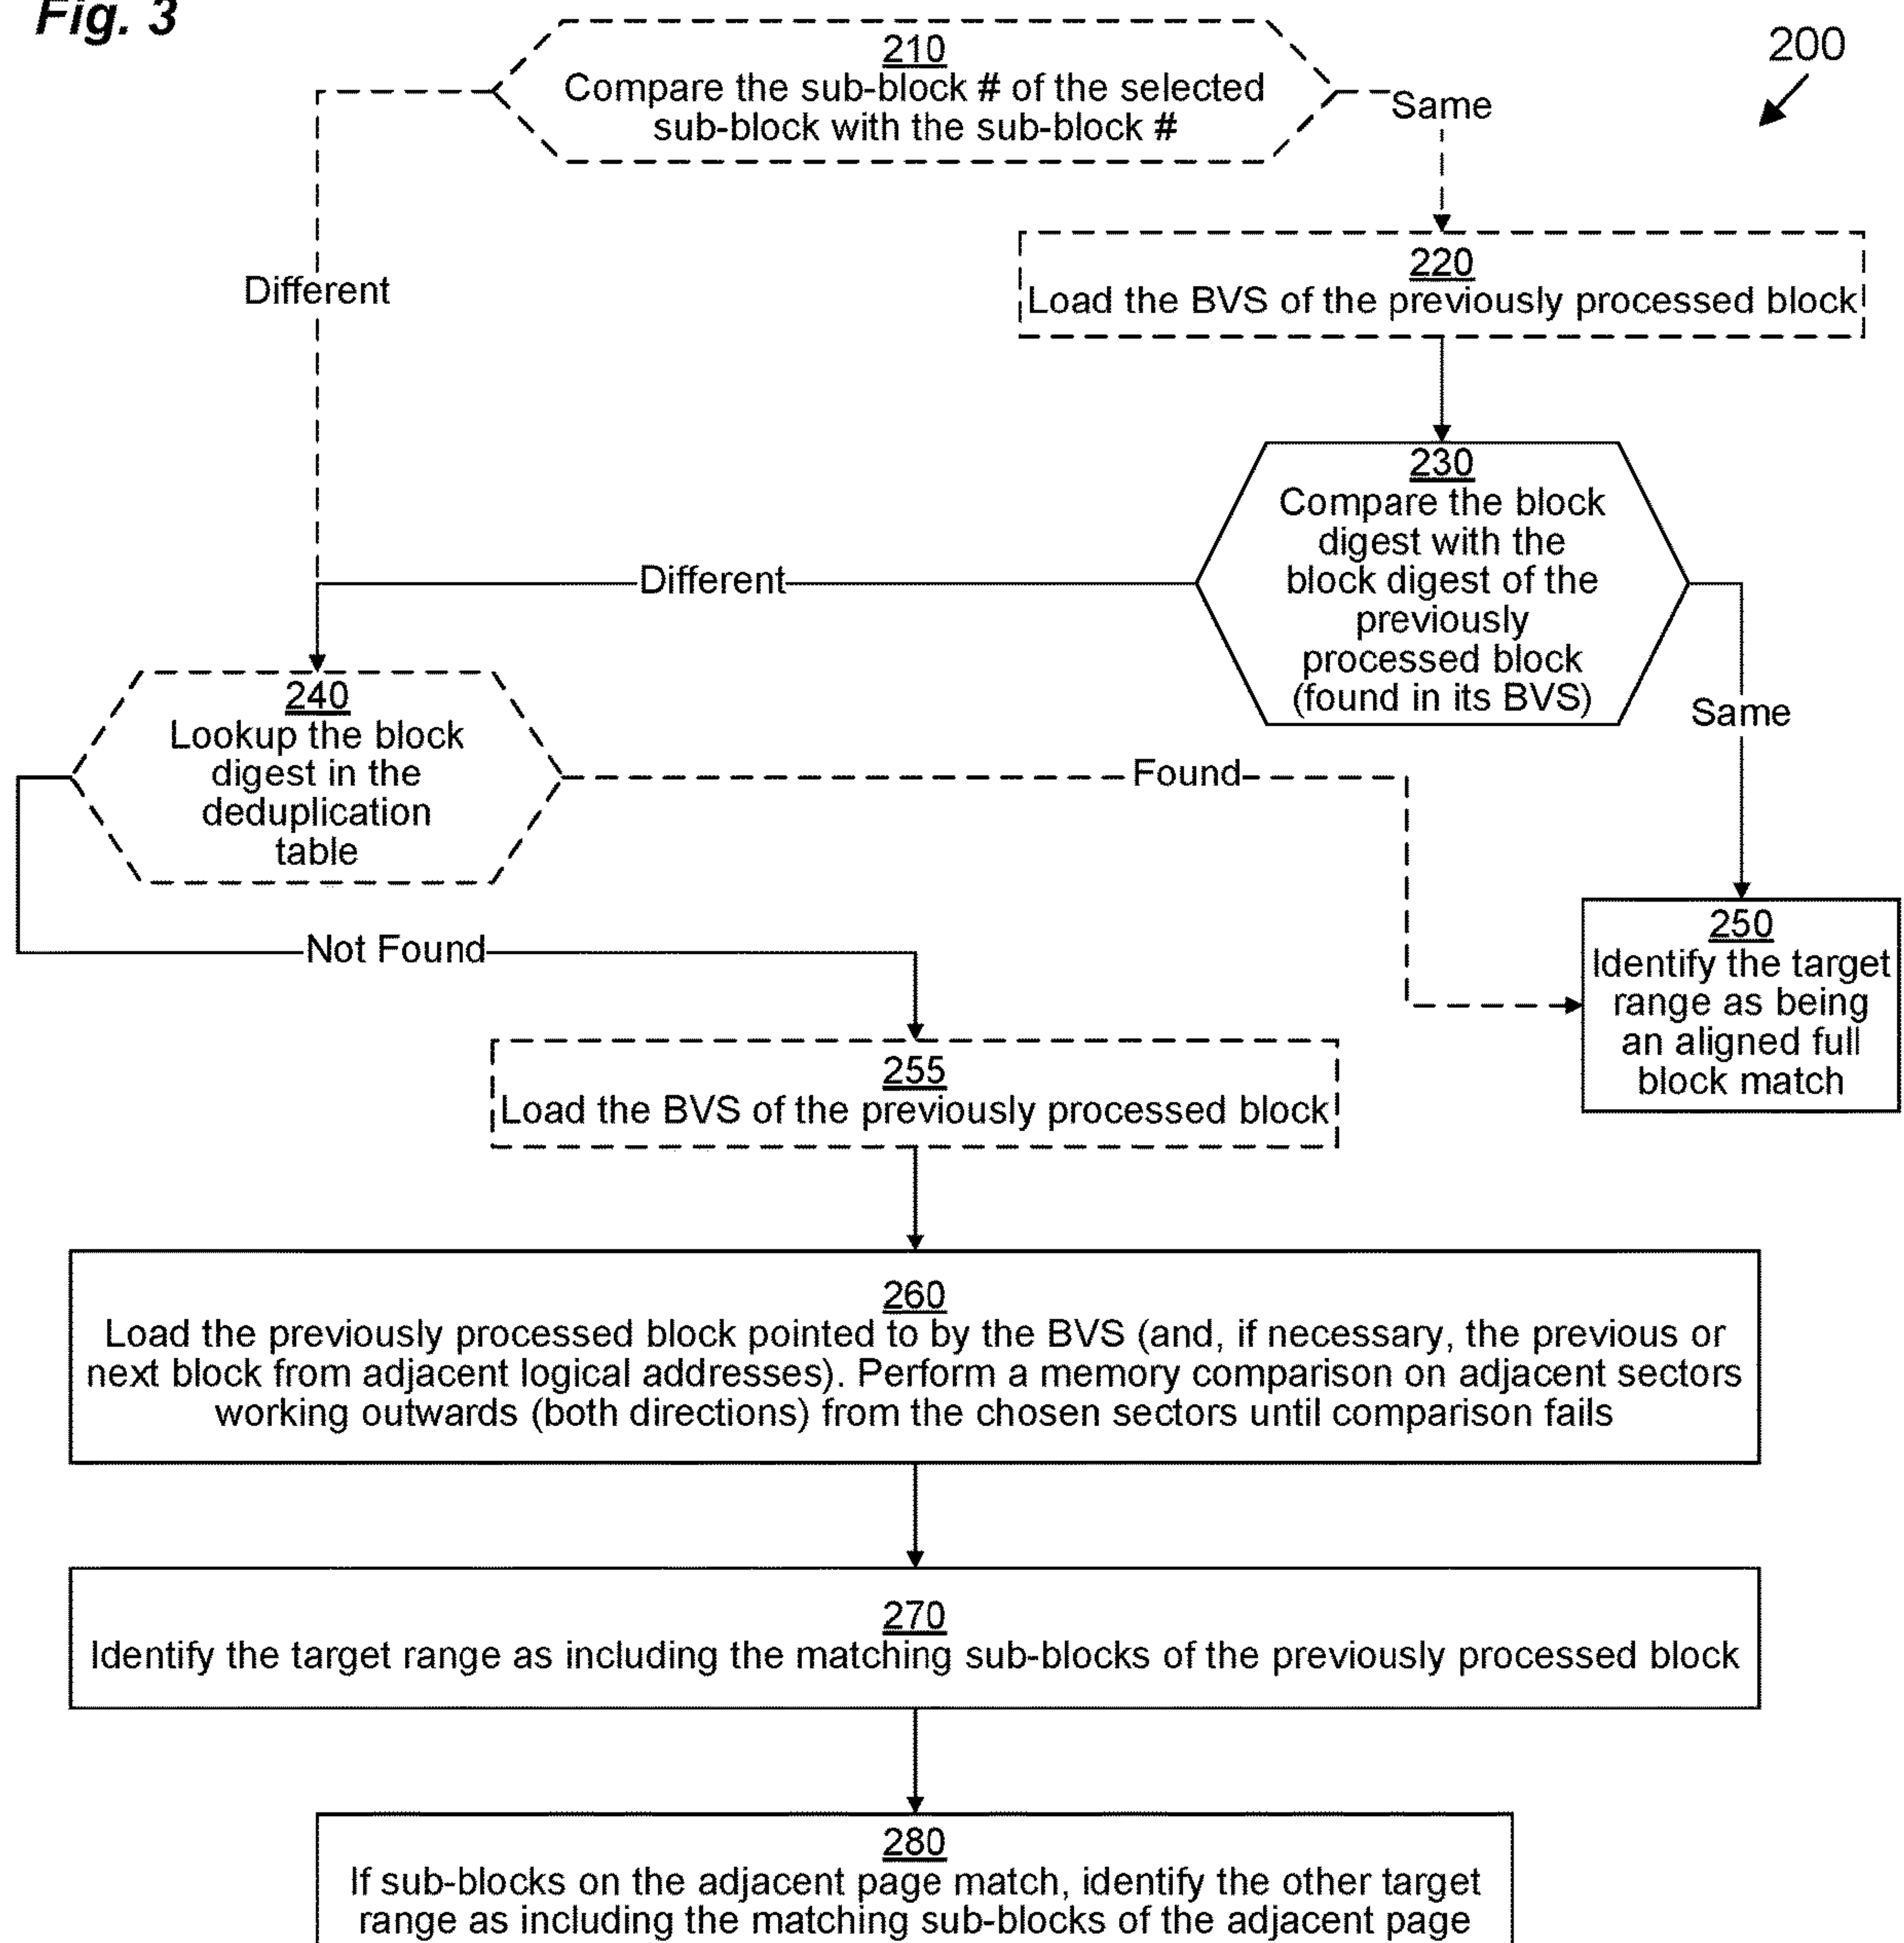 Fig. 3
200
210
Compare the sub-block # of the selected
sub-block with the sub-block #
Same
Different
220
Load the BVS of the previously processed block
230
Compare the block
digest with the
block digest of the
previously
processed block
(found in its BVS)
Different
Same
240
Lookup the block
digest in the
deduplication
table
Found
Not Found
250
Identify the target
range as being
an aligned full
block match
255
Load the BVS of the previously processed block
260
Load the previously processed block pointed to by the BVS (and, if necessary, the previous or
next block from adjacent logical addresses). Perform a memory comparison on adjacent sectors
working outwards (both directions) from the chosen sectors until comparison fails
270
Identify the target range as including the matching sub-blocks of the previously processed block
280
If sub-blocks on the adjacent page match, identify the other target
range as including the matching sub-blocks of the adjacent page